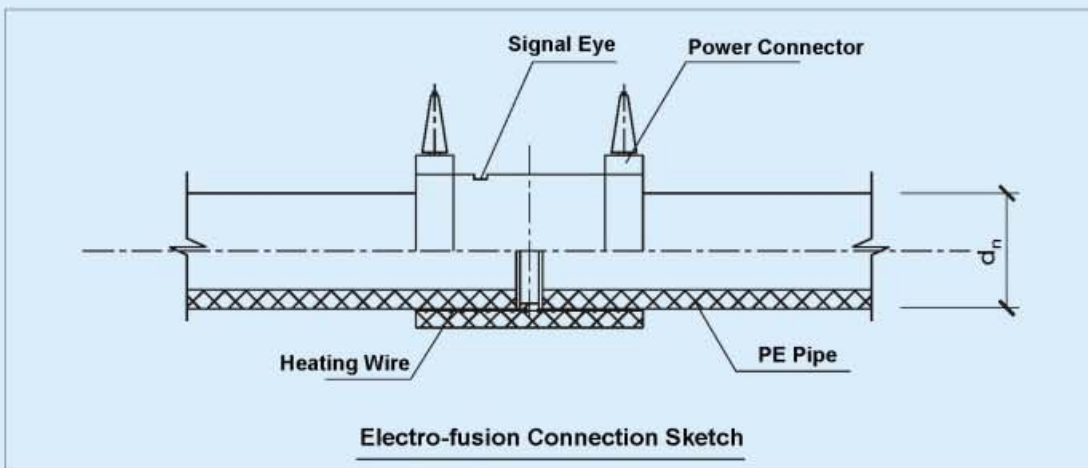 Signal Eye
Power Connector
dn
Heating Wire
PE Pipe
Electro-fusion Connection Sketch